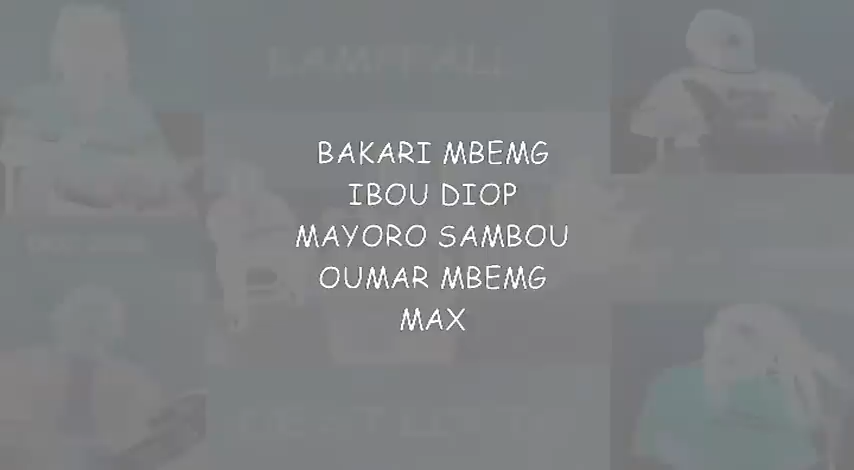 BAKARI MBEMG
IBOU DIOP
MAYORO SAMBOU
OUMAR MBEMG
MAX